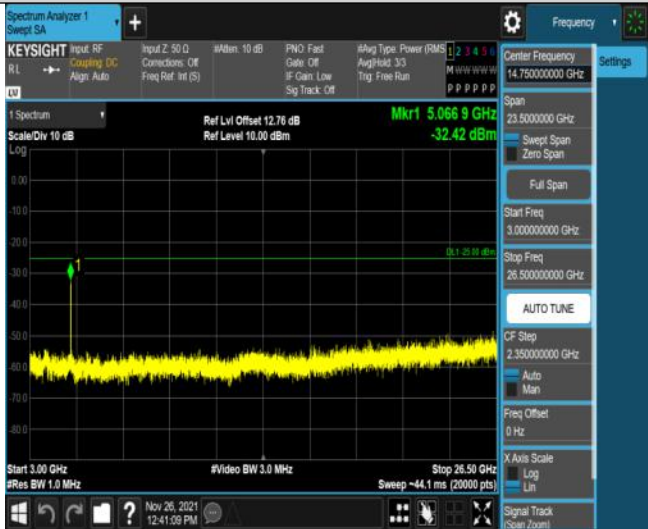 Spectrum Analyzer 1
Swept SA
+
Frequency
KEYSIGHT
RL
LV
Input: RF
Coupling: DC
Align: Auto
Input Z: 50 Ω
Corrections: Off
Freq Ref: Int (S)
#Atten: 10 dB
PNO: Fast
Gate: Off
IF Gain: Low
Sig Track: Off
#Avg Type: Power (RMS
Avg|Hold: 3/3
Trig: Free Run
1 2 3 4 5 6
M W W W W W
P P P P P P
1 Spectrum
Scale/Div 10 dB
Log
Ref Lvl Offset 12.76 dB
Ref Level 10.00 dBm
Mkr1 5.066 9 GHz
-32.42 dBm
0.00
-10.0
-20.0
-30.0
-40.0
-50.0
-60.0
-70.0
-80.0
DL1 -25.00 dBm
1
Start 3.00 GHz
#Res BW 1.0 MHz
#Video BW 3.0 MHz
Stop 26.50 GHz
Sweep ~44.1 ms (20000 pts)
?
Nov 26, 2021
12:41:09 PM
Center Frequency
14.750000000 GHz
Settings
Span
23.5000000 GHz
Swept Span
Zero Span
Full Span
Start Freq
3.000000000 GHz
Stop Freq
26.500000000 GHz
AUTO TUNE
CF Step
2.350000000 GHz
Auto
Man
Freq Offset
0 Hz
X Axis Scale
Log
Lin
Signal Track
(Span Zoom)